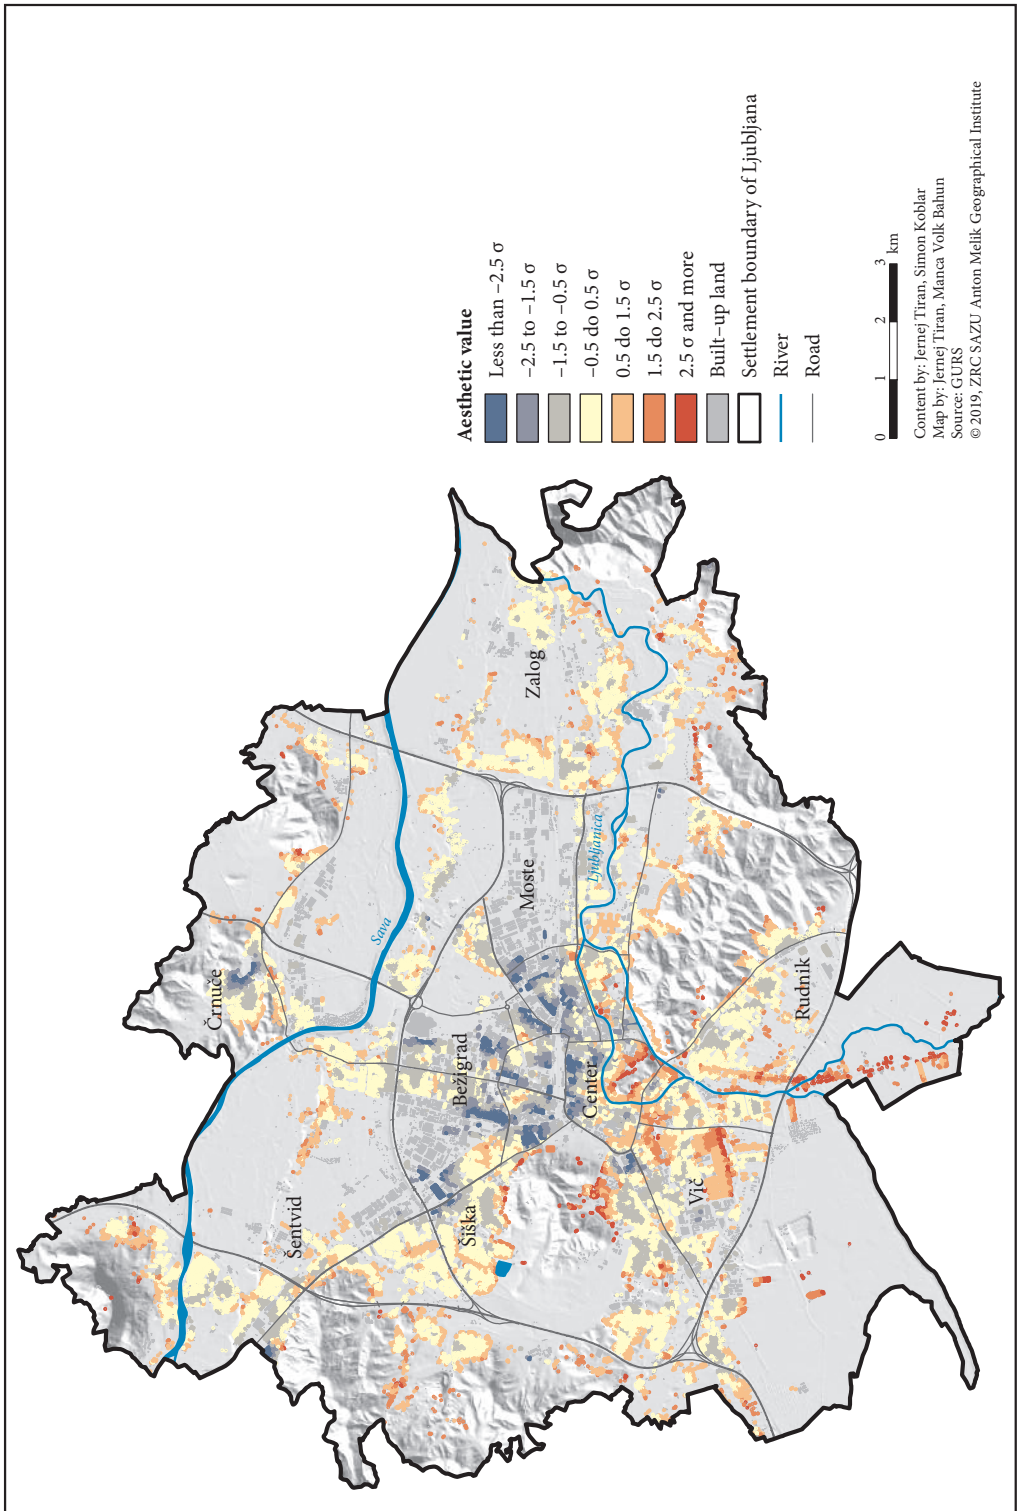 Aesthetic value
Less than −2.5 σ
−2.5 to −1.5 σ
−1.5 to −0.5 σ
−0.5 do 0.5 σ
0.5 do 1.5 σ
1.5 do 2.5 σ
2.5 σ and more
Built−up land
Settlement boundary of Ljubljana
River
Road
0 1 2 3 km
Content by: Jernej Tiran, Simon Koblar
Map by: Jernej Tiran, Manca Volk Bahun
Source: GURS
© 2019, ZRC SAZU Anton Melik Geographical Institute
Črnuče
Sava
Šentvid
Bežigrad
Šiška
Moste
Zalog
Ljubljanica
Center
Vič
Rudnik